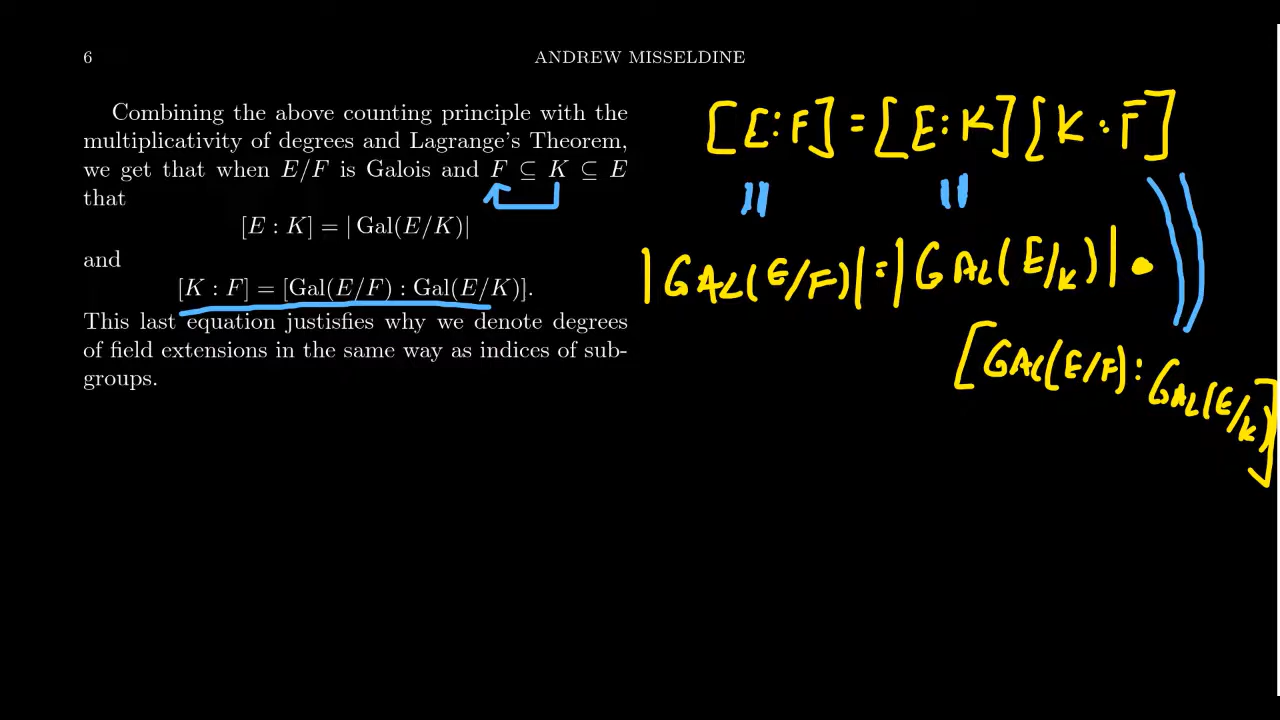 6
ANDREW MISSELDINE
Combining the above counting principle with the
multiplicativity of degrees and Lagrange's Theorem,
we get that when E/F is Galois and F ⊆ K ⊆ E
that
[E : K] = | Gal(E/K)|
and
[K : F] = [Gal(E/F) : Gal(E/K)].
This last equation justisfies why we denote degrees
of field extensions in the same way as indices of sub-
groups.
[E:F] = [E:K][K:F]
|GAL(E/F)| = |GAL(E/K)| •
[GAL(E/F) : GAL(E/K)]